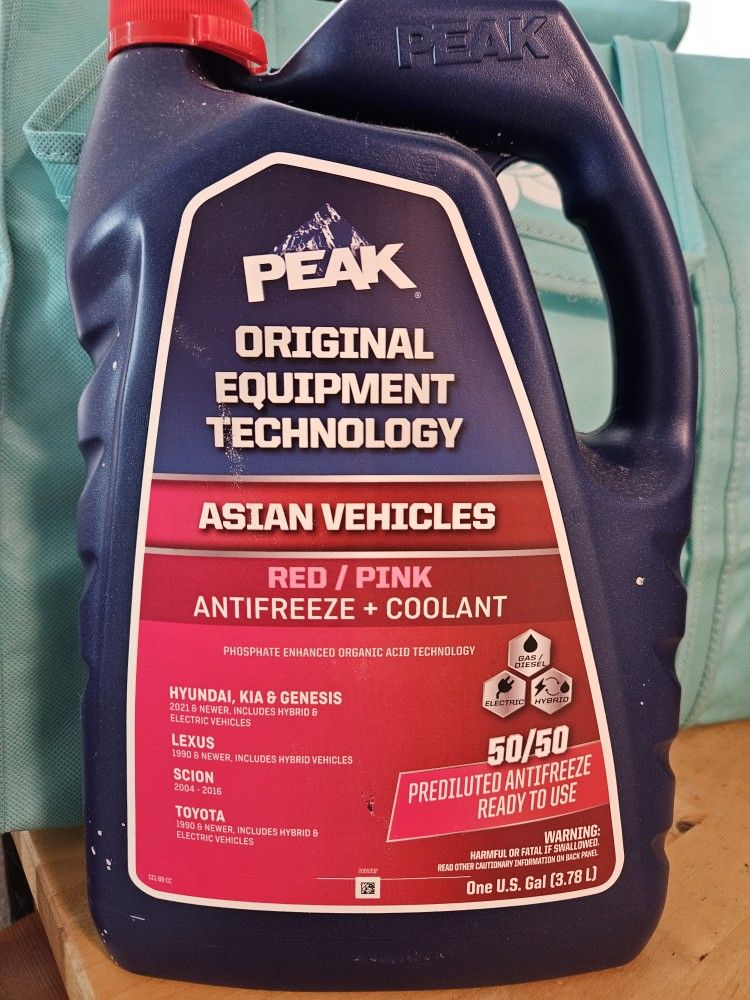 PEAK
PEAK
ORIGINAL
EQUIPMENT
TECHNOLOGY
ASIAN VEHICLES
RED / PINK
ANTIFREEZE + COOLANT
PHOSPHATE ENHANCED ORGANIC ACID TECHNOLOGY
GAS /
DIESEL
ELECTRIC
HYBRID
HYUNDAI, KIA & GENESIS
2021 & NEWER, INCLUDES HYBRID &
ELECTRIC VEHICLES
LEXUS
1990 & NEWER, INCLUDES HYBRID VEHICLES
SCION
2004 - 2016
TOYOTA
1990 & NEWER, INCLUDES HYBRID &
ELECTRIC VEHICLES
50/50
PREDILUTED ANTIFREEZE
READY TO USE
WARNING:
HARMFUL OR FATAL IF SWALLOWED.
READ OTHER CAUTIONARY INFORMATION ON BACK PANEL.
One U.S. Gal (3.78 L)